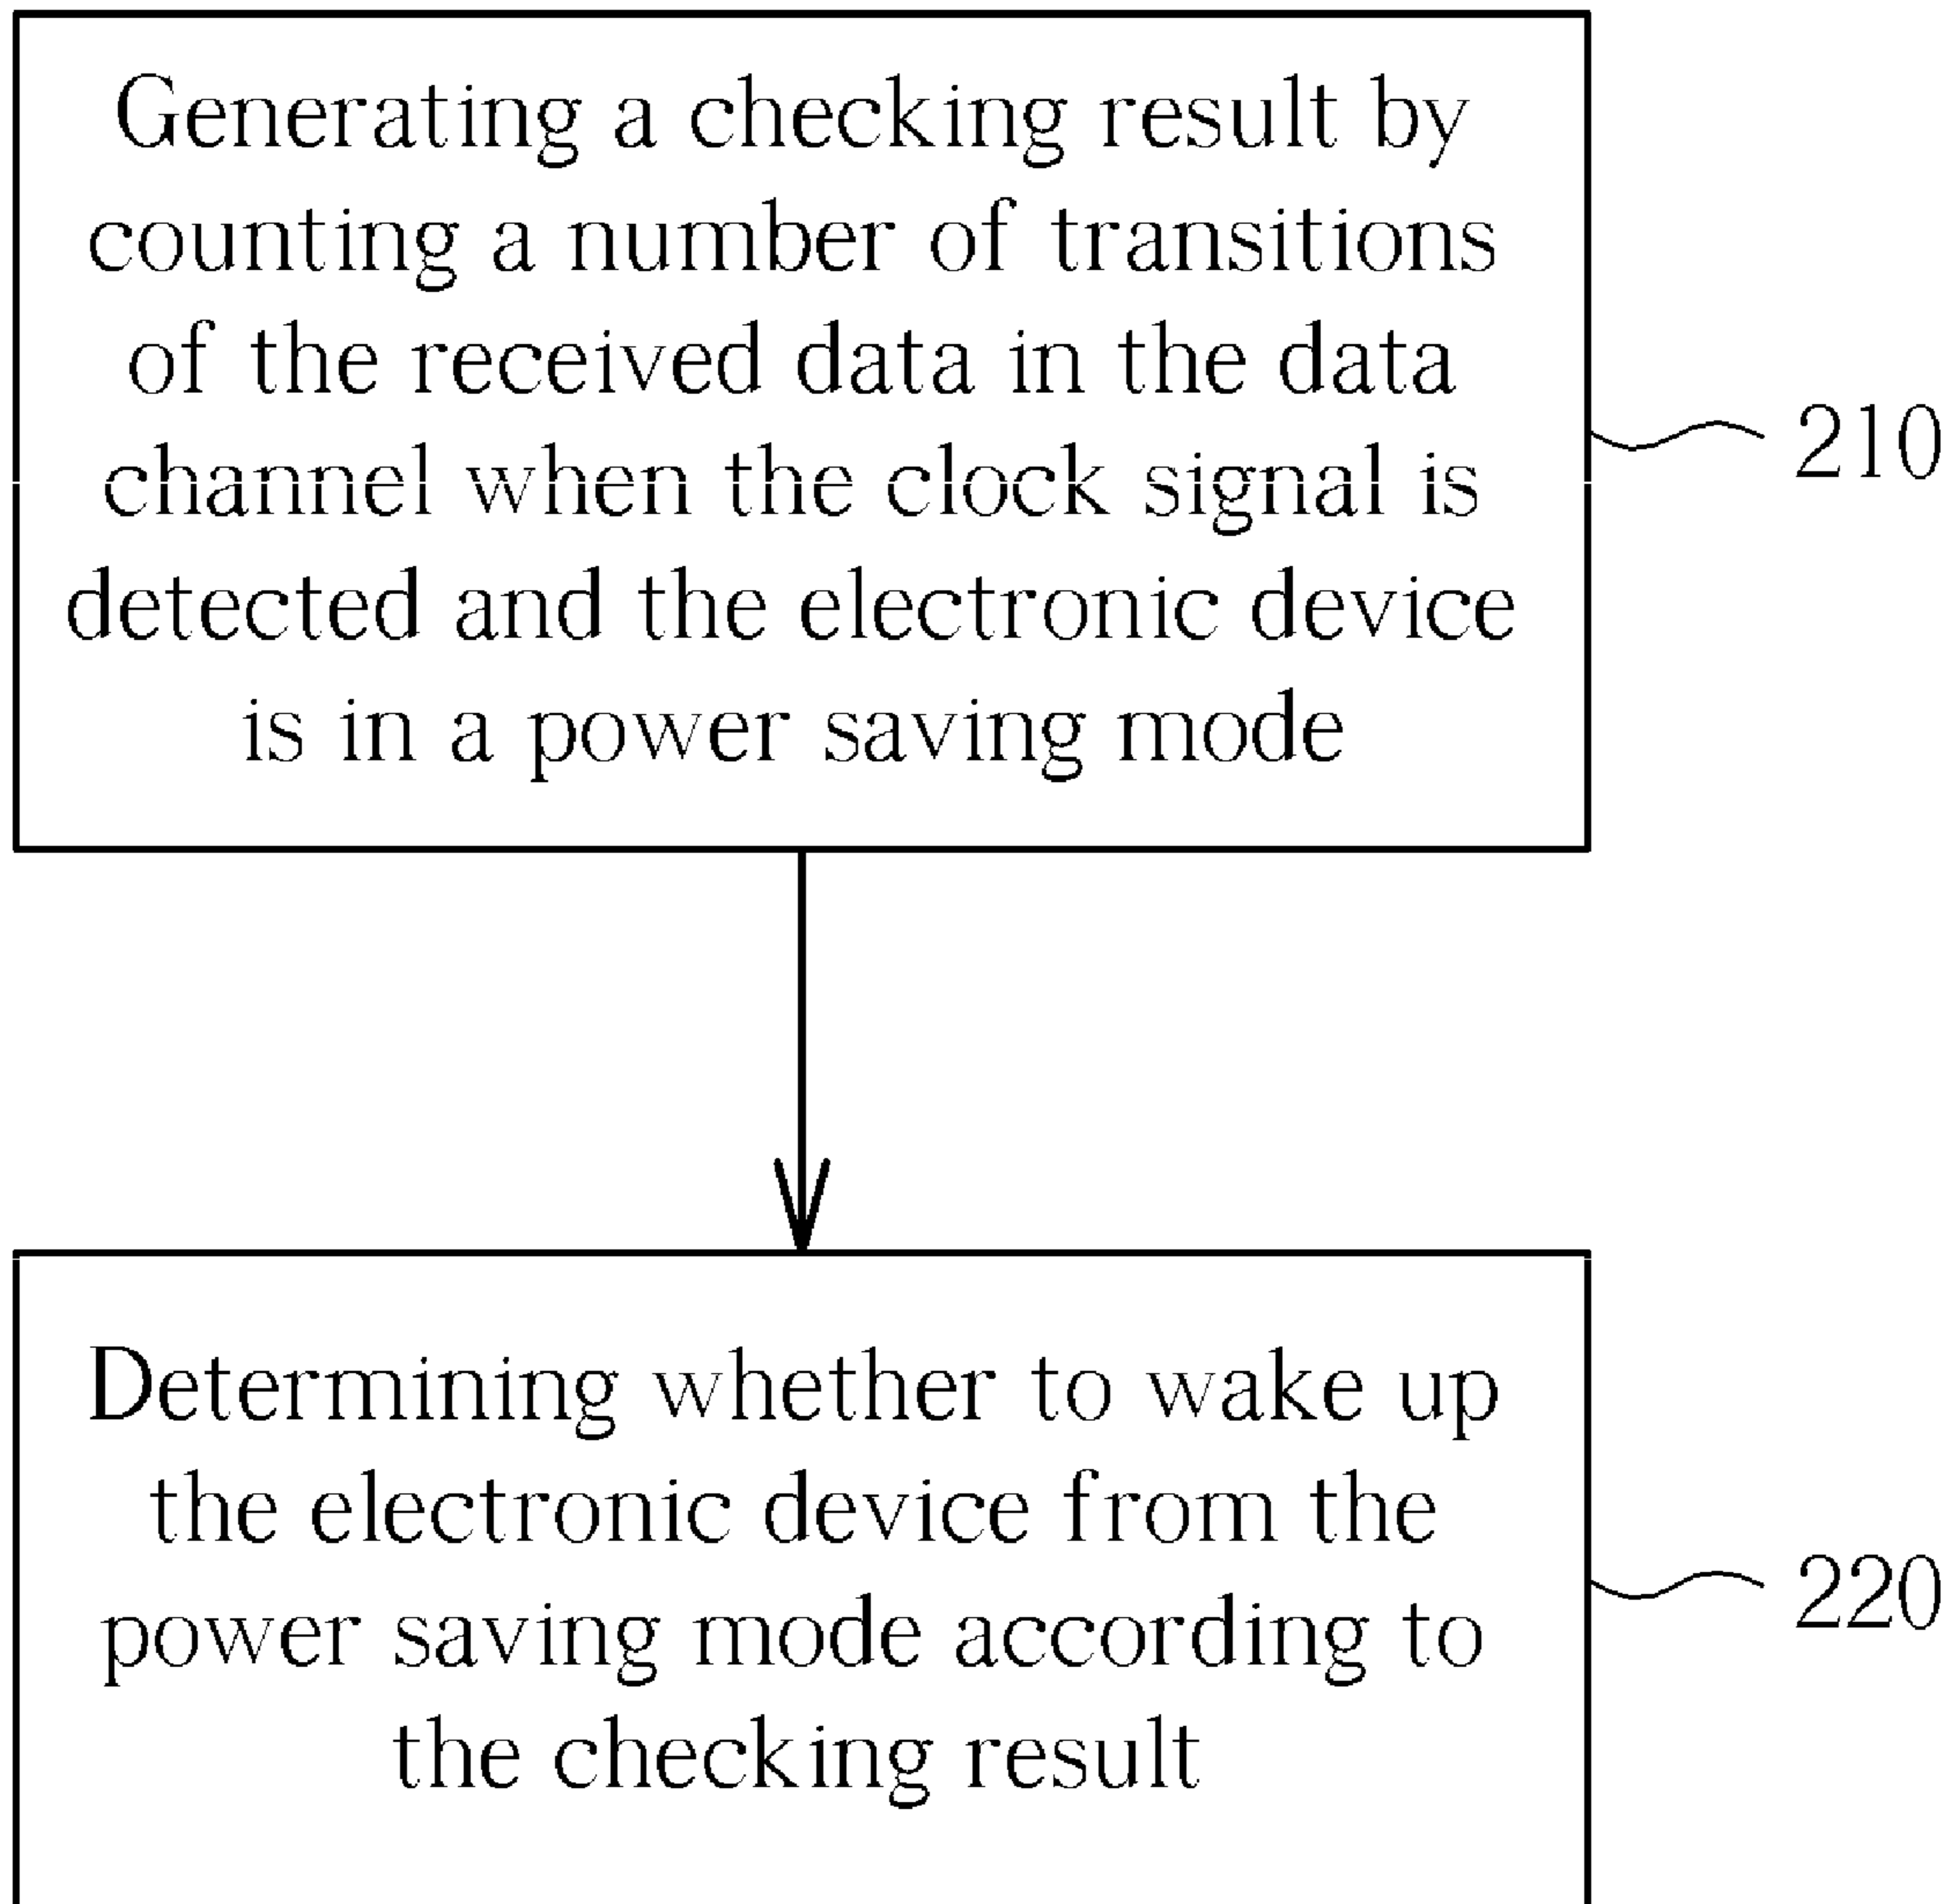 Generating a checking result by
counting a number of transitions
of the received data in the data
channel when the clock signal is
detected and the electronic device
is in a power saving mode
210
Determining whether to wake up
the electronic device from the
power saving mode according to
the checking result
220